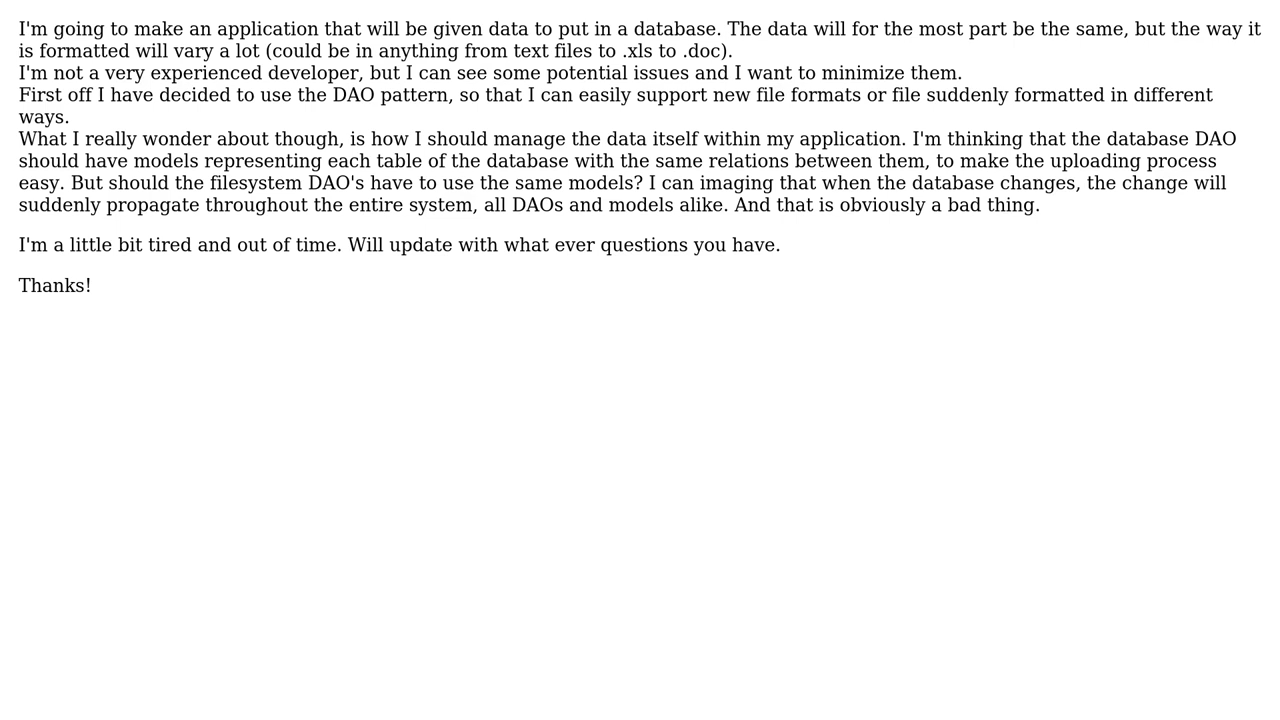 I'm going to make an application that will be given data to put in a database. The data will for the most part be the same, but the way it
is formatted will vary a lot (could be in anything from text files to .xls to .doc).
I'm not a very experienced developer, but I can see some potential issues and I want to minimize them.
First off I have decided to use the DAO pattern, so that I can easily support new file formats or file suddenly formatted in different
ways.
What I really wonder about though, is how I should manage the data itself within my application. I'm thinking that the database DAO
should have models representing each table of the database with the same relations between them, to make the uploading process
easy. But should the filesystem DAO's have to use the same models? I can imaging that when the database changes, the change will
suddenly propagate throughout the entire system, all DAOs and models alike. And that is obviously a bad thing.
I'm a little bit tired and out of time. Will update with what ever questions you have.
Thanks!